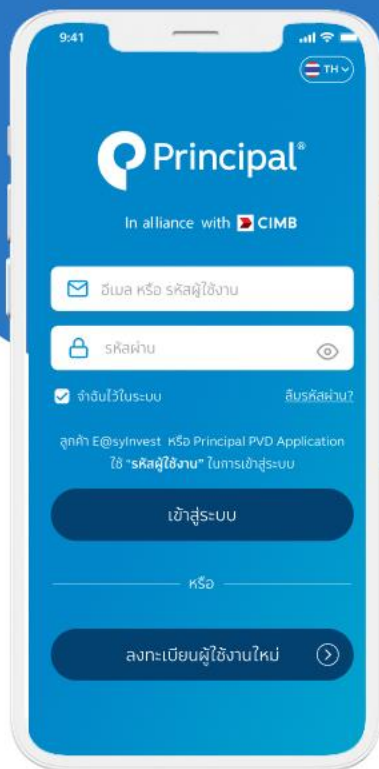 9:41
TH
Principal®
In alliance with CIMB
อีเมล หรือ รหัสผู้ใช้งาน
รหัสผ่าน
จำฉันไว้ในระบบ
ลืมรหัสผ่าน?
ลูกค้า E@syInvest หรือ Principal PVD Application
ใช้ "รหัสผู้ใช้งาน" ในการเข้าสู่ระบบ
เข้าสู่ระบบ
หรือ
ลงทะเบียนผู้ใช้งานใหม่